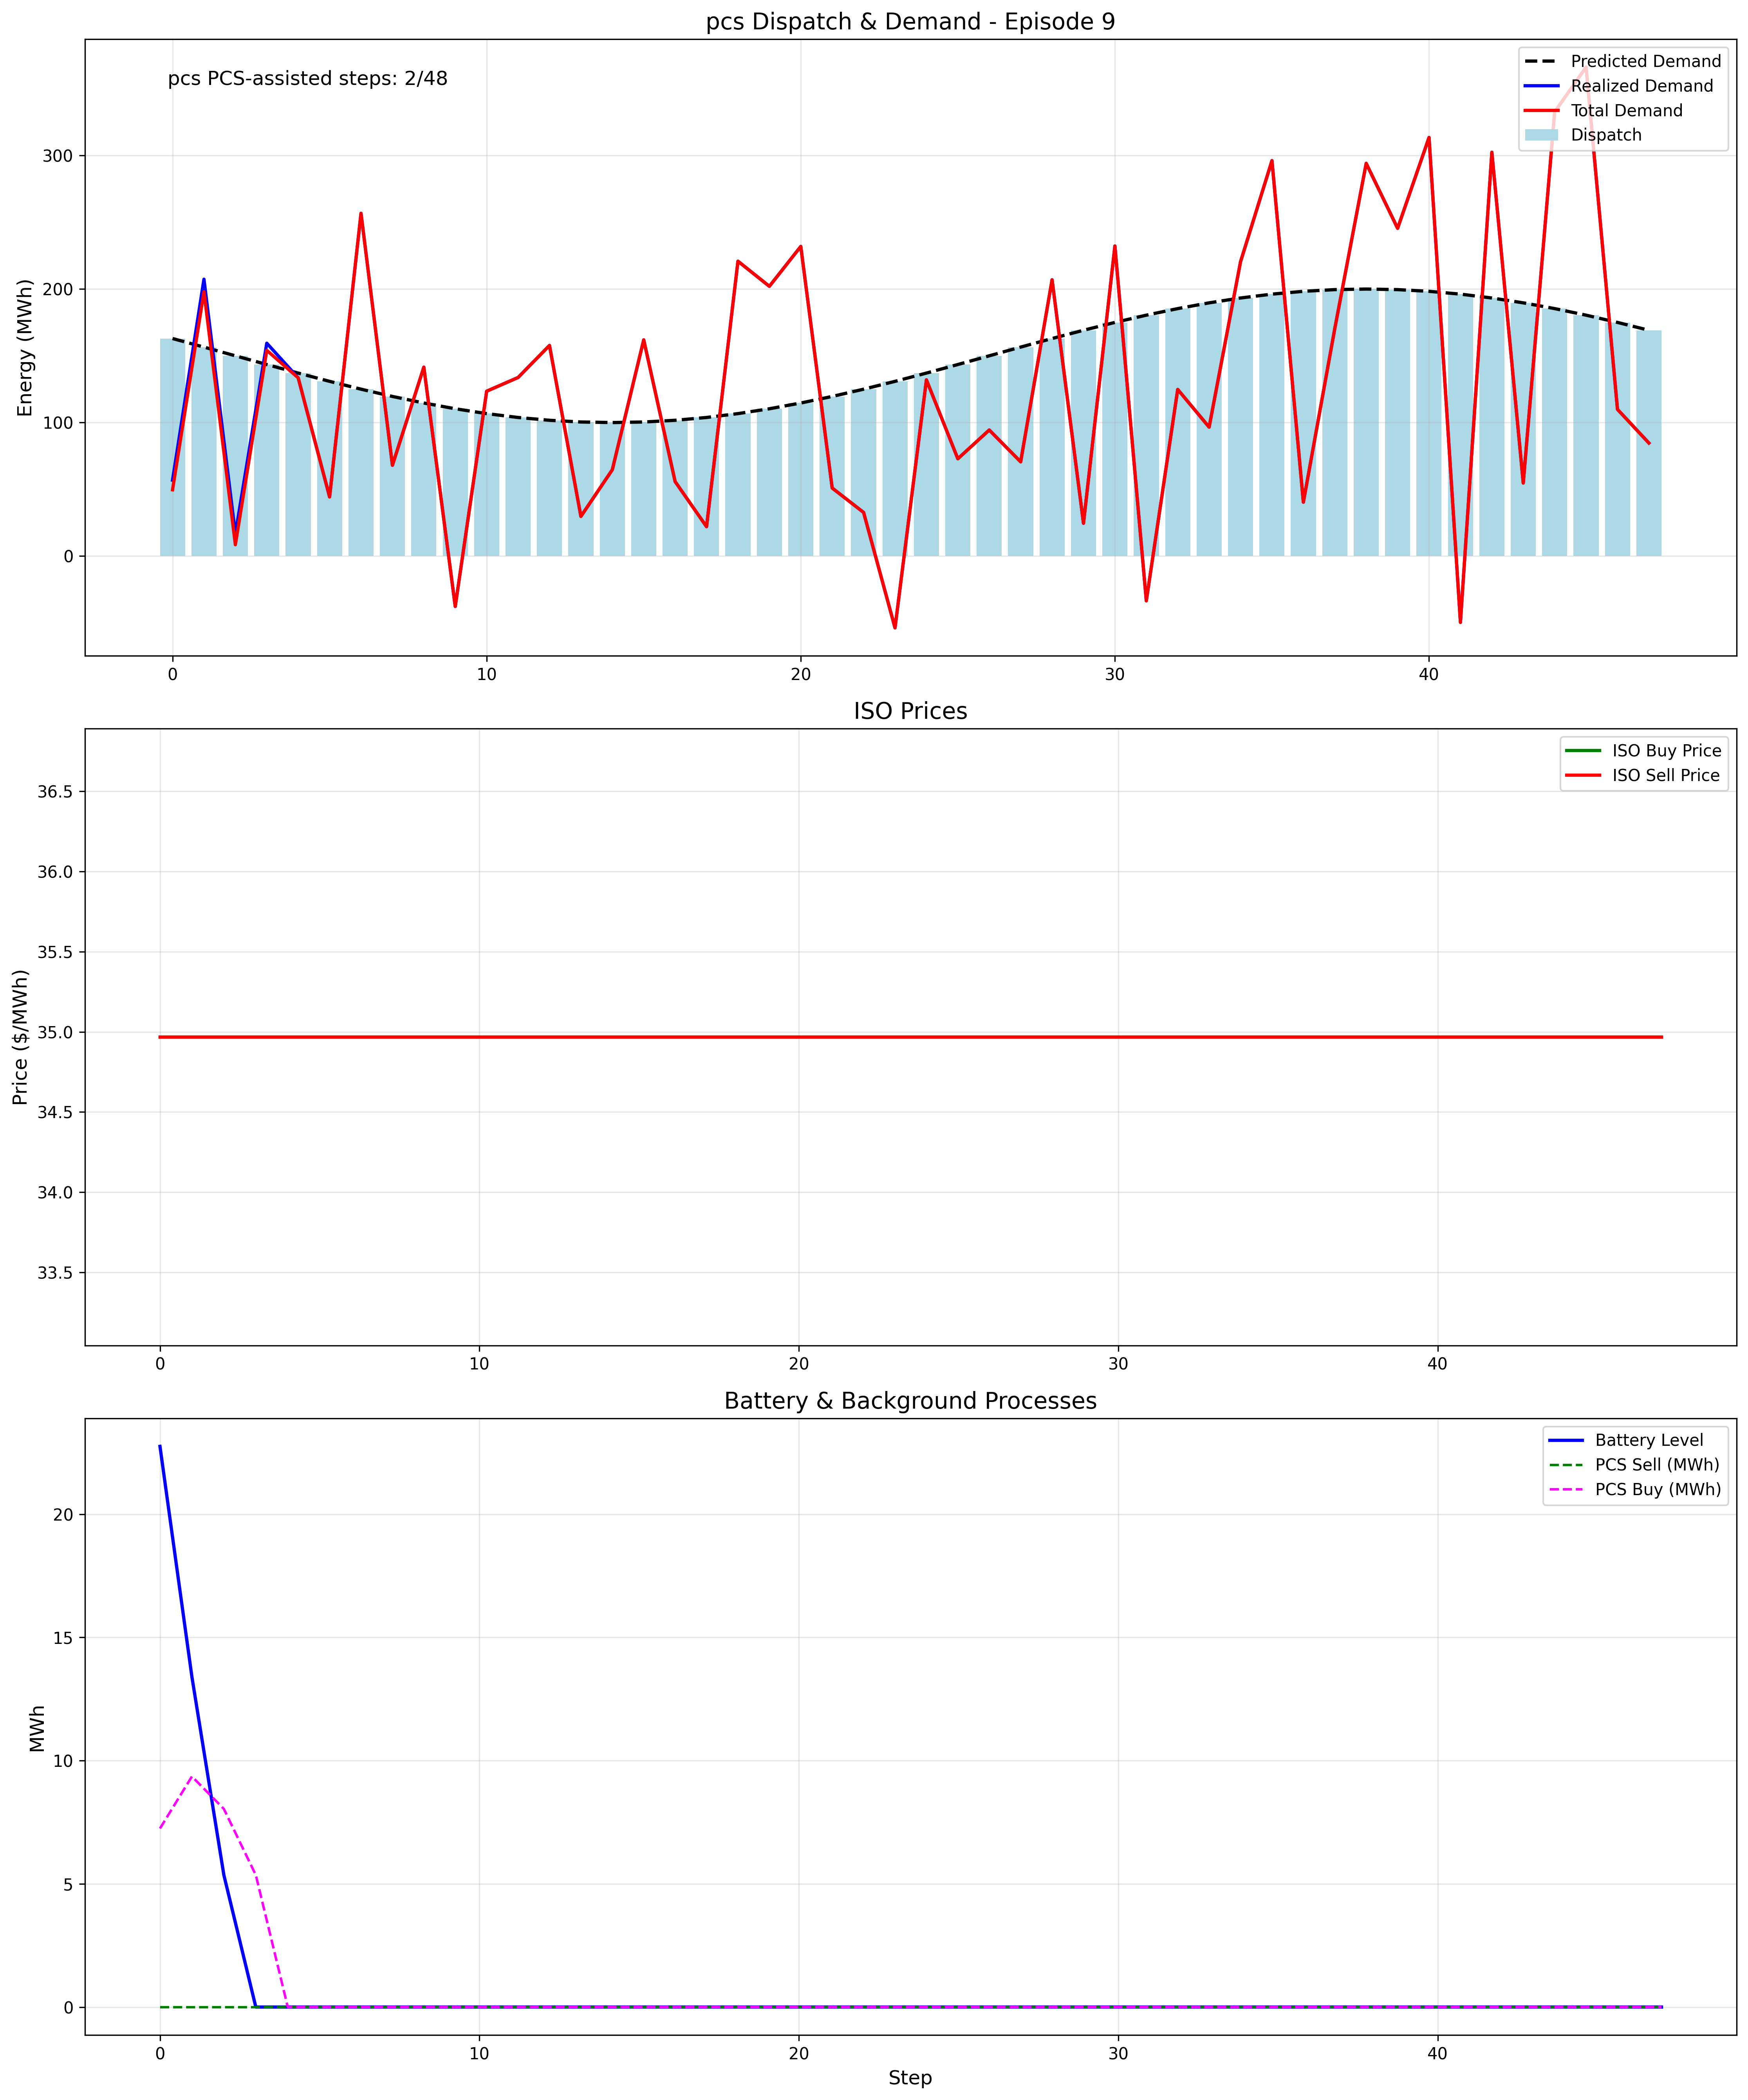 pcs Dispatch & Demand - Episode 9
pcs PCS-assisted steps: 2/48
Predicted Demand
Realized Demand
Total Demand
Dispatch
Energy (MWh)
300
200
100
0
0 10 20 30 40
ISO Prices
ISO Buy Price
ISO Sell Price
Price ($/MWh)
36.5
36.0
35.5
35.0
34.5
34.0
33.5
0 10 20 30 40
Battery & Background Processes
Battery Level
PCS Sell (MWh)
PCS Buy (MWh)
MWh
20
15
10
5
0
0 10 20 30 40
Step